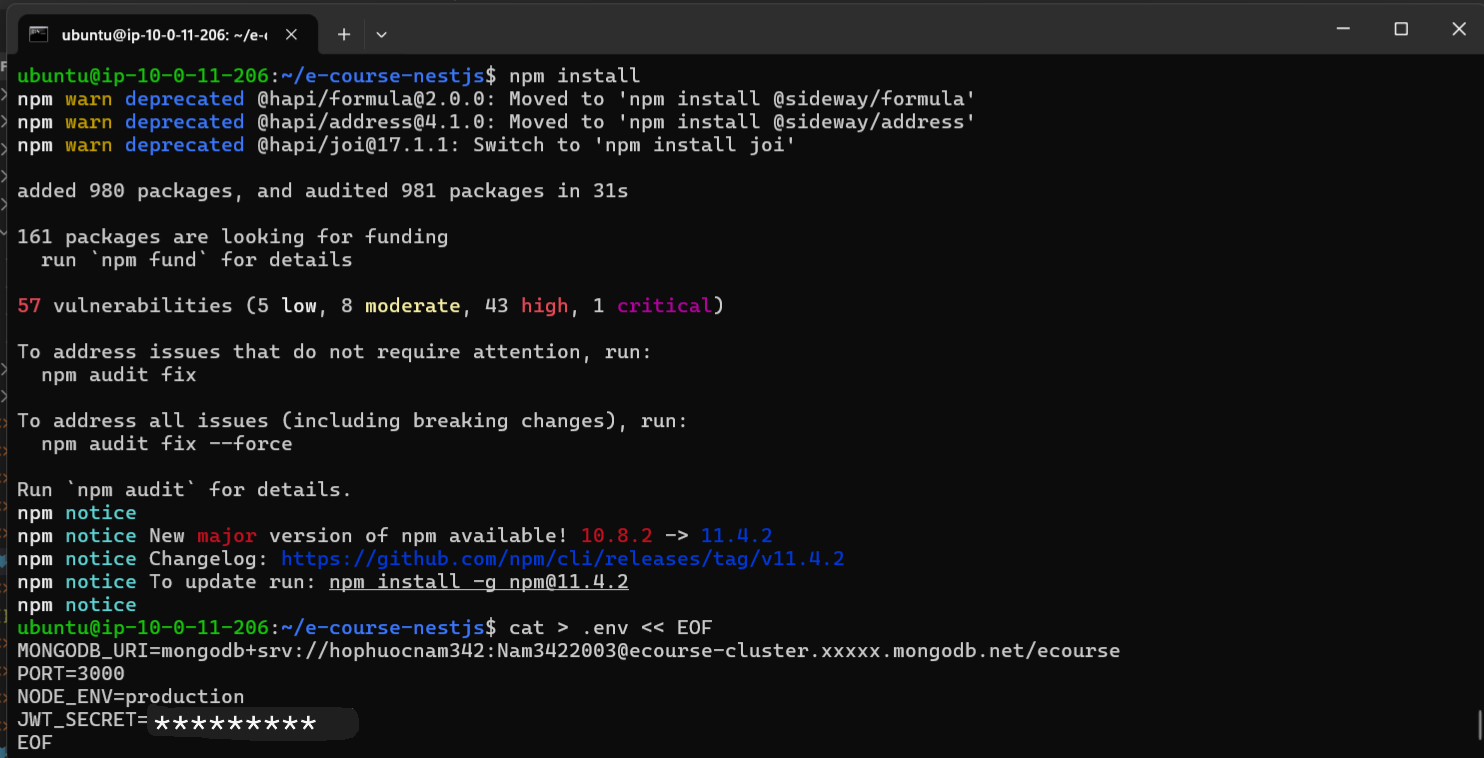 ubuntu@ip-10-0-11-206: ~/e-c
ubuntu@ip-10-0-11-206:~/e-course-nestjs$ npm install
npm warn deprecated @hapi/formula@2.0.0: Moved to 'npm install @sideway/formula'
npm warn deprecated @hapi/address@4.1.0: Moved to 'npm install @sideway/address'
npm warn deprecated @hapi/joi@17.1.1: Switch to 'npm install joi'
added 980 packages, and audited 981 packages in 31s
161 packages are looking for funding
  run `npm fund` for details
57 vulnerabilities (5 low, 8 moderate, 43 high, 1 critical)
To address issues that do not require attention, run:
  npm audit fix
To address all issues (including breaking changes), run:
  npm audit fix --force
Run `npm audit` for details.
npm notice
npm notice New major version of npm available! 10.8.2 -> 11.4.2
npm notice Changelog: https://github.com/npm/cli/releases/tag/v11.4.2
npm notice To update run: npm install -g npm@11.4.2
npm notice
ubuntu@ip-10-0-11-206:~/e-course-nestjs$ cat > .env << EOF
MONGODB_URI=mongodb+srv://hophuocnam342:Nam3422003@ecourse-cluster.xxxxx.mongodb.net/ecourse
PORT=3000
NODE_ENV=production
JWT_SECRET=*********
EOF